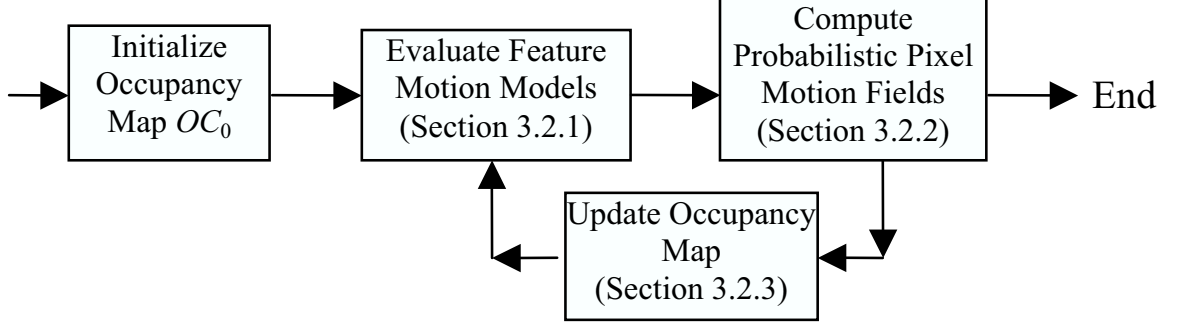 Initialize
Occupancy
Map OC₀
Evaluate Feature
Motion Models
(Section 3.2.1)
Compute
Probabilistic Pixel
Motion Fields
(Section 3.2.2)
End
Update Occupancy
Map
(Section 3.2.3)